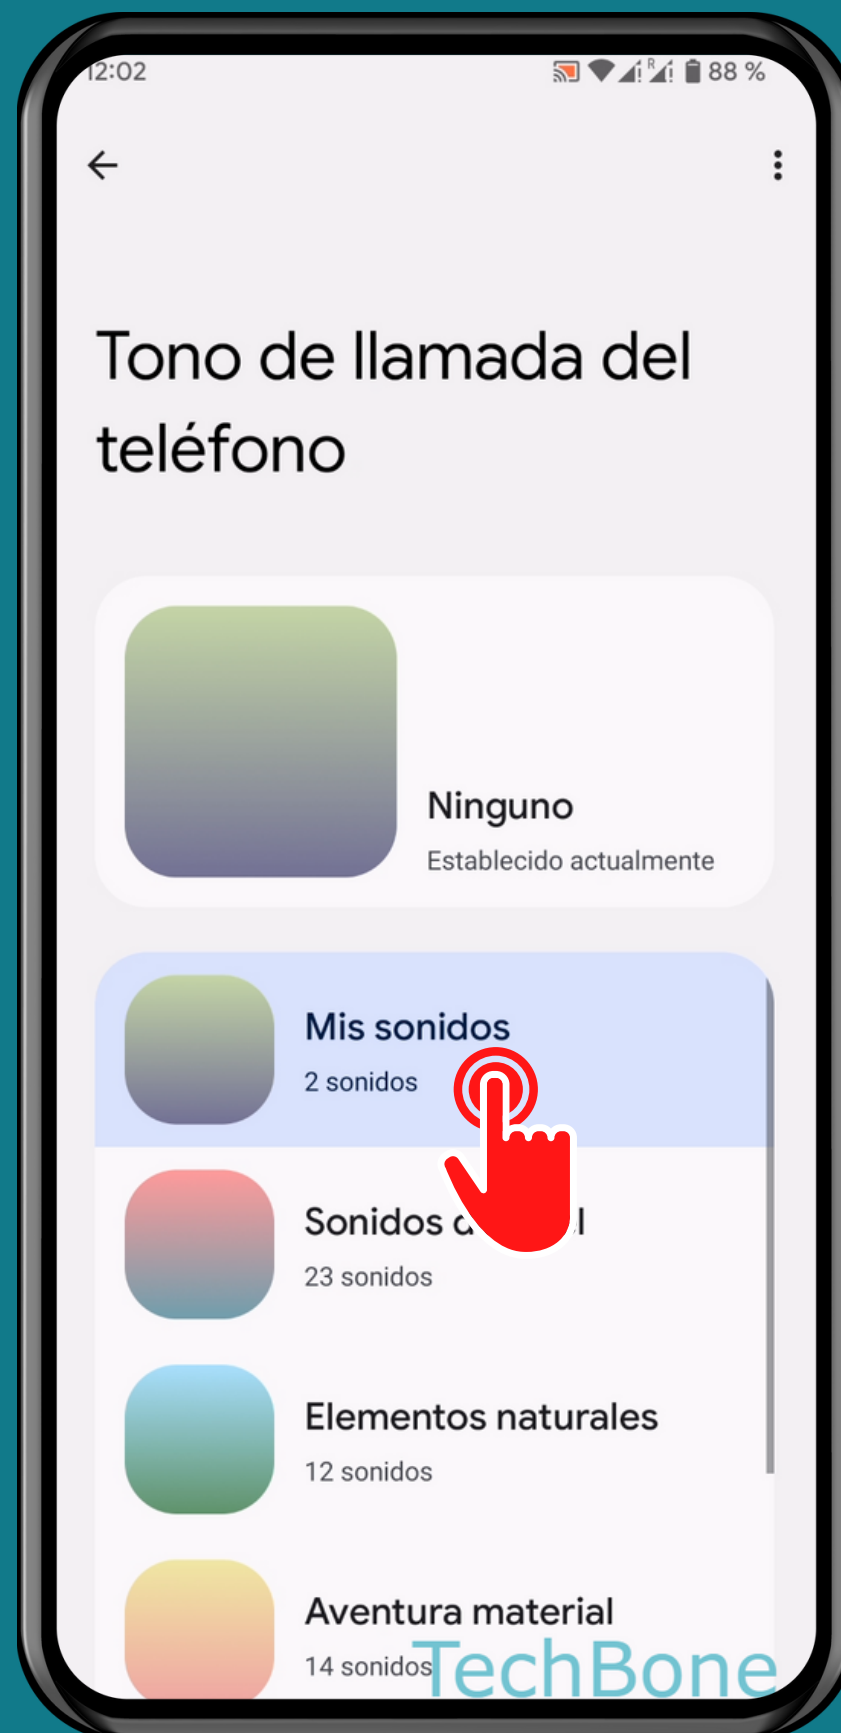 12:02
R
88 %
Tono de llamada del
teléfono
Ninguno
Establecido actualmente
Mis sonidos
2 sonidos
Sonidos
23 sonidos
Elementos naturales
12 sonidos
Aventura material
14 sonidos
TechBone